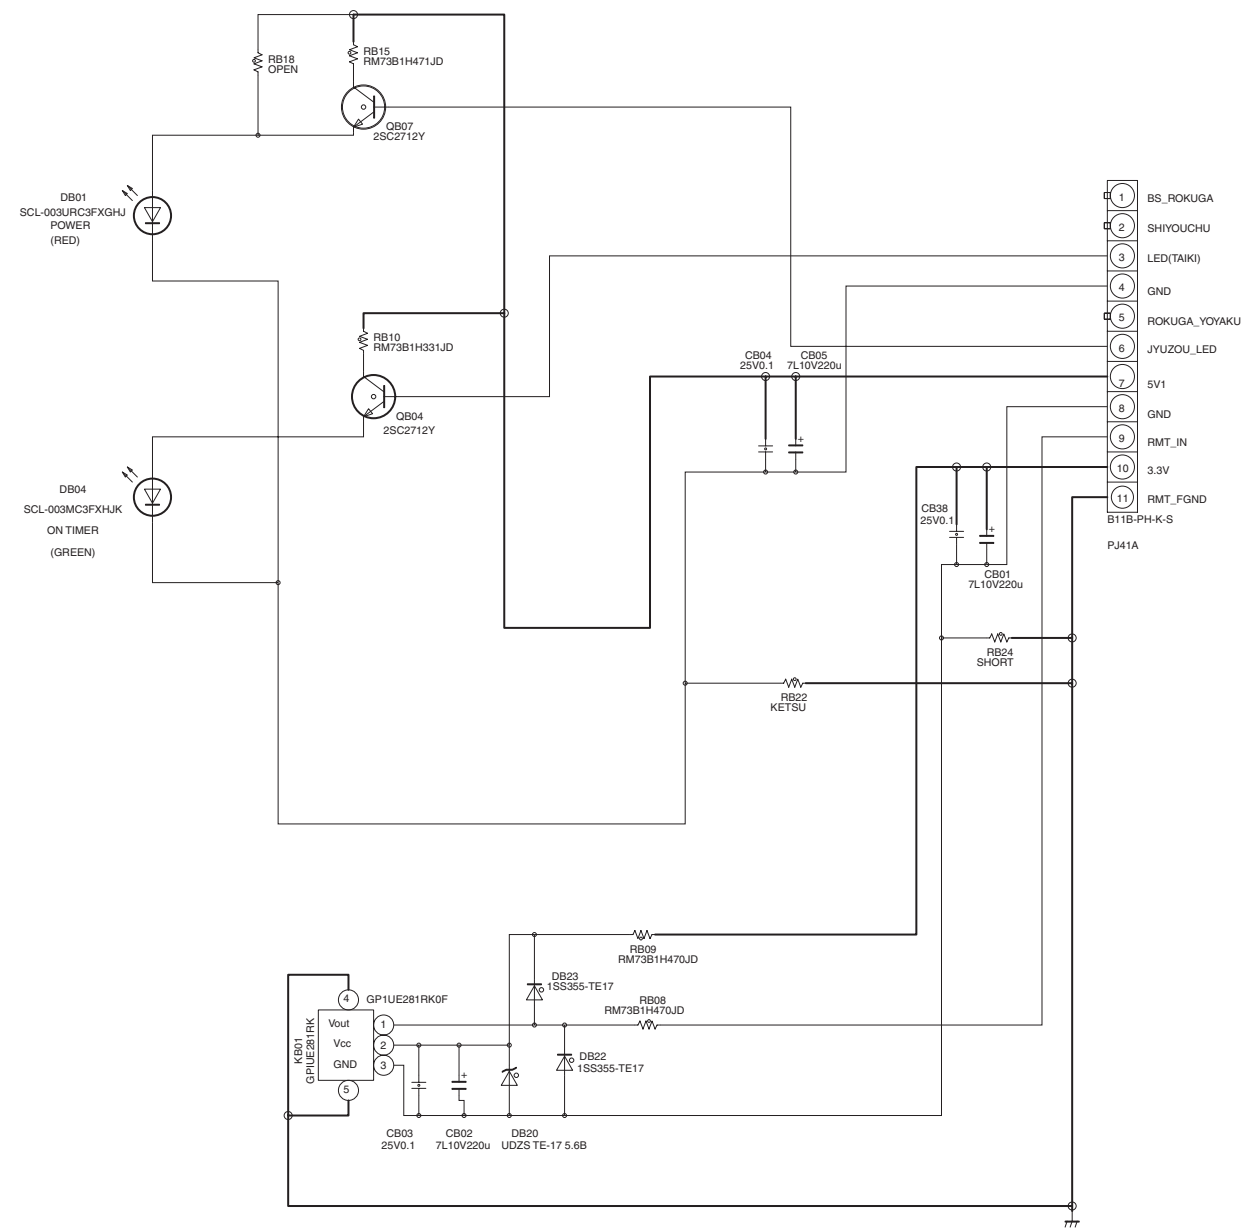 RB18
OPEN
RB15
RM73B1H471JD
QB07
2SC2712Y
DB01
SCL-003URC3FXGHJ
POWER
(RED)
RB10
RM73B1H331JD
QB04
2SC2712Y
DB04
SCL-003MC3FXHJK
ON TIMER
(GREEN)
CB04
25V0.1
CB05
7L10V220u
+
1 BS_ROKUGA
2 SHIYOUCHU
3 LED(TAIKI)
4 GND
5 ROKUGA_YOYAKU
6 JYUZOU_LED
7 5V1
8 GND
9 RMT_IN
10 3.3V
11 RMT_FGND
B11B-PH-K-S
PJ41A
CB38
25V0.1
+
CB01
7L10V220u
RB24
SHORT
RB22
KETSU
RB09
RM73B1H470JD
DB23
1SS355-TE17
RB08
RM73B1H470JD
DB22
1SS355-TE17
4 GP1UE281RK0F
KB01
GPIUE281RK
Vout 1
Vcc 2
GND 3
5
+
CB03
25V0.1
CB02
7L10V220u
DB20
UDZS TE-17 5.6B